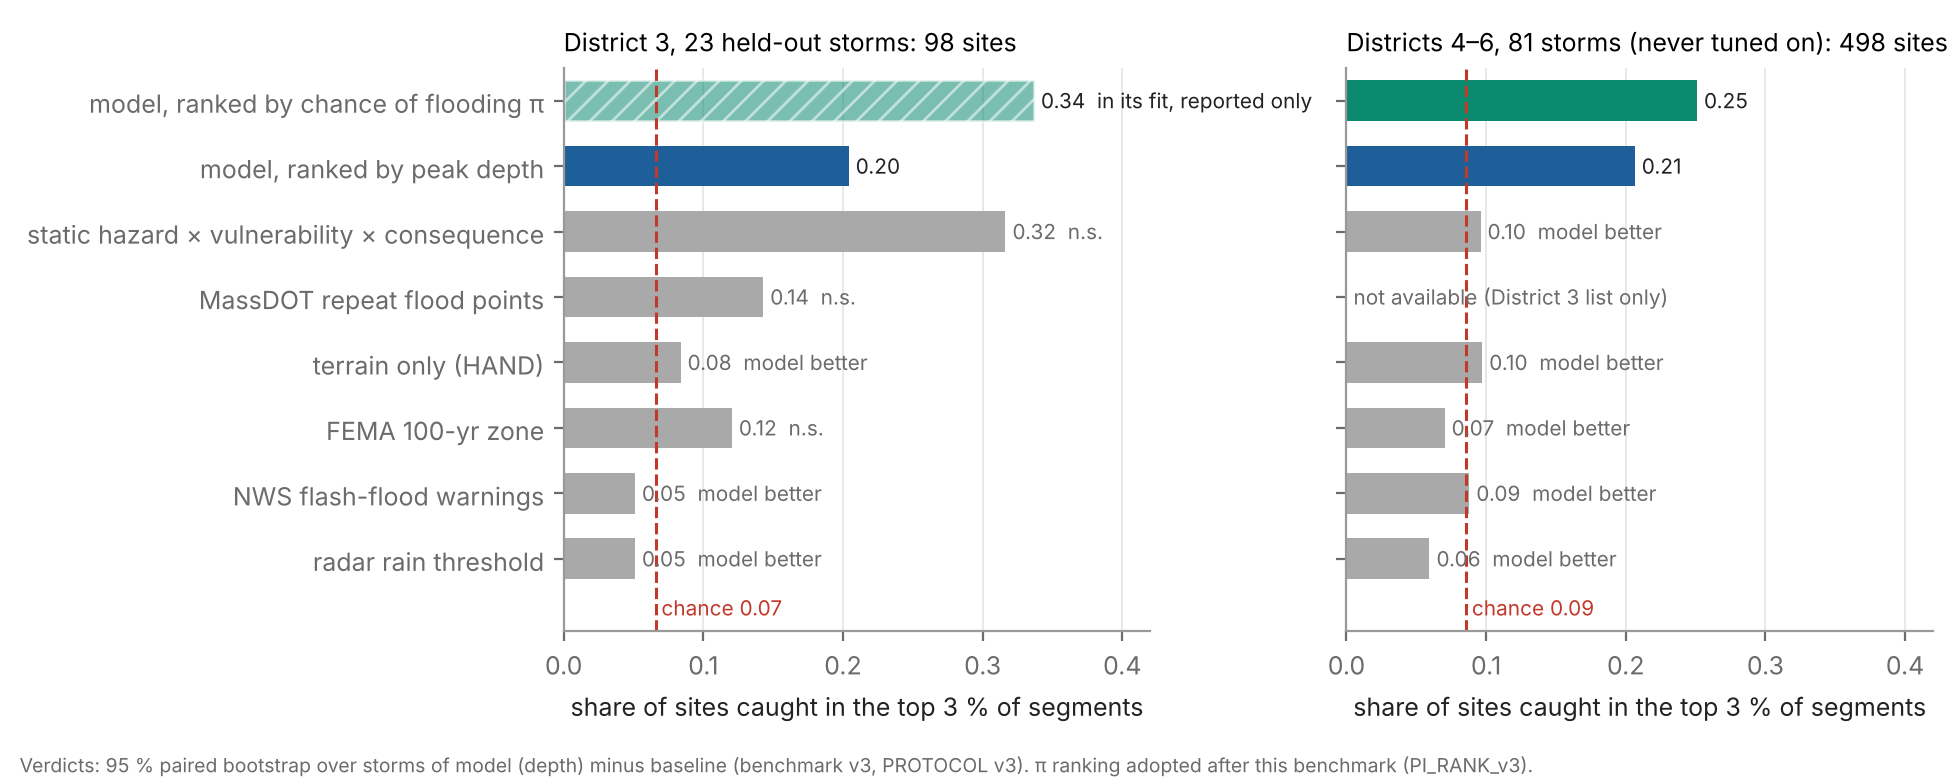 District 3, 23 held-out storms: 98 sites
Districts 4–6, 81 storms (never tuned on): 498 sites
model, ranked by chance of flooding π
0.34 in its fit, reported only
0.25
model, ranked by peak depth
0.20
0.21
static hazard × vulnerability × consequence
0.32 n.s.
0.10 model better
MassDOT repeat flood points
0.14 n.s.
not available (District 3 list only)
terrain only (HAND)
0.08 model better
0.10 model better
FEMA 100-yr zone
0.12 n.s.
0.07 model better
NWS flash-flood warnings
0.05 model better
0.09 model better
radar rain threshold
0.05 model better
0.06 model better
chance 0.07
chance 0.09
0.0 0.1 0.2 0.3 0.4
0.0 0.1 0.2 0.3 0.4
share of sites caught in the top 3 % of segments
share of sites caught in the top 3 % of segments
Verdicts: 95 % paired bootstrap over storms of model (depth) minus baseline (benchmark v3, PROTOCOL v3). π ranking adopted after this benchmark (PI_RANK_v3).